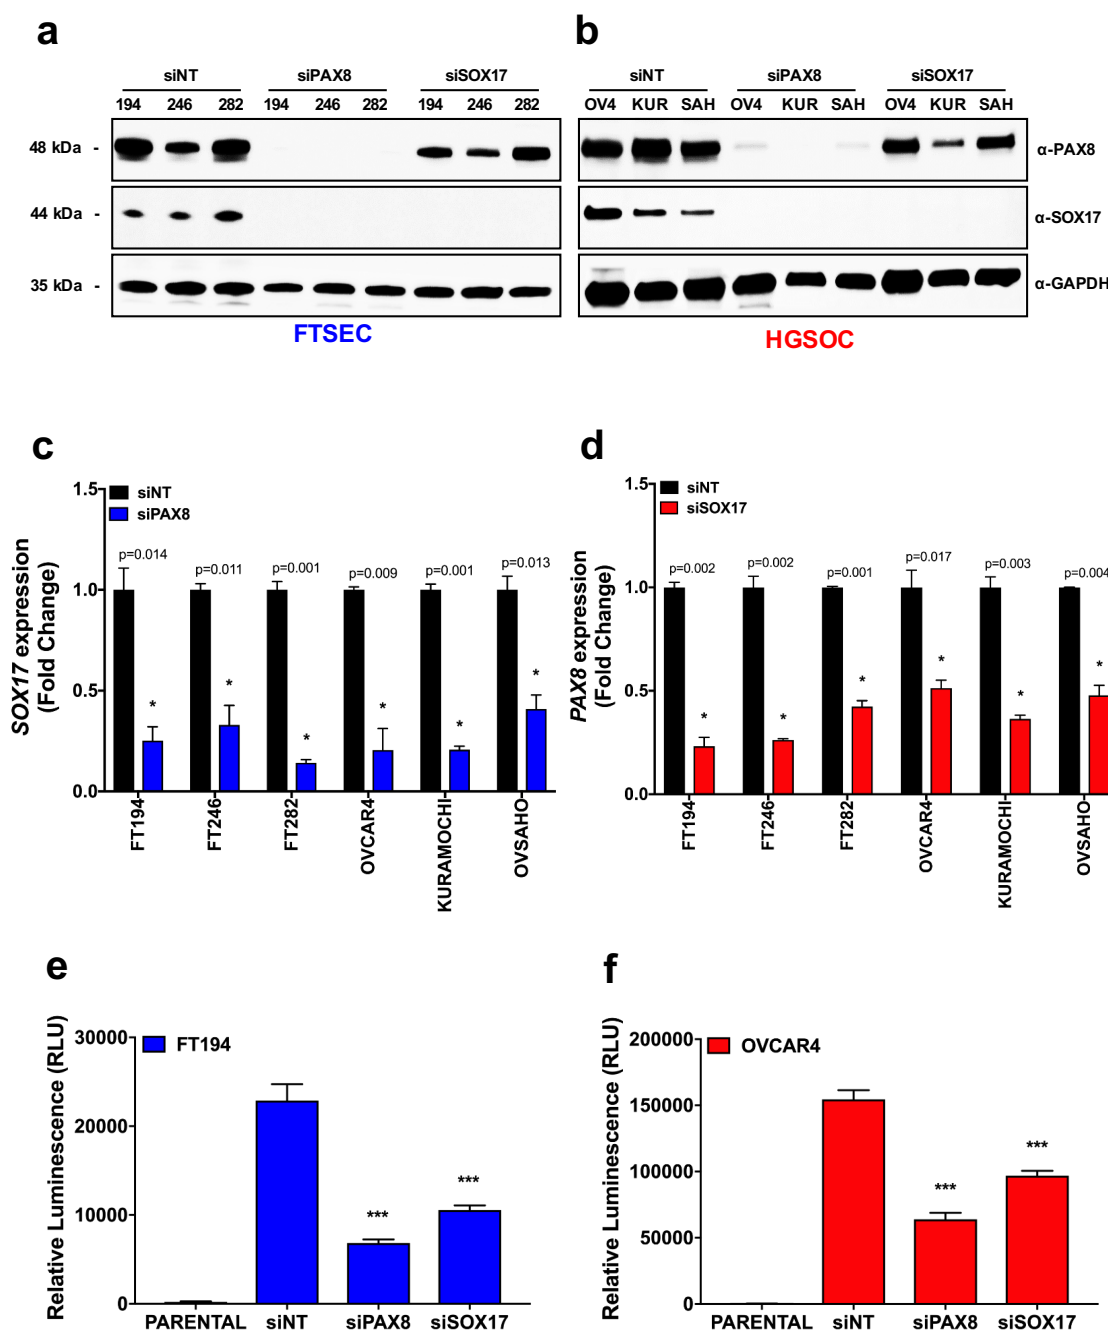 a
siNT siPAX8 siSOX17
194 246 282 194 246 282 194 246 282
48 kDa -
44 kDa -
35 kDa -
FTSEC
b
siNT siPAX8 siSOX17
OV4 KUR SAH OV4 KUR SAH OV4 KUR SAH
α-PAX8
α-SOX17
α-GAPDH
HGSOC
c
siNT
siPAX8
SOX17 expression
(Fold Change)
1.5
1.0
0.5
0.0
p=0.014 p=0.011 p=0.001 p=0.009 p=0.001 p=0.013
* * * * * *
FT194 FT246 FT282 OVCAR4 KURAMOCHI OVSAHO
d
siNT
siSOX17
PAX8 expression
(Fold Change)
1.5
1.0
0.5
0.0
p=0.002 p=0.002 p=0.001 p=0.017 p=0.003 p=0.004
* * * * * *
FT194 FT246 FT282 OVCAR4 KURAMOCHI OVSAHO
e
FT194
Relative Luminescence (RLU)
30000
20000
10000
0
*** ***
PARENTAL siNT siPAX8 siSOX17
f
OVCAR4
Relative Luminescence (RLU)
200000
150000
100000
50000
0
*** ***
PARENTAL siNT siPAX8 siSOX17